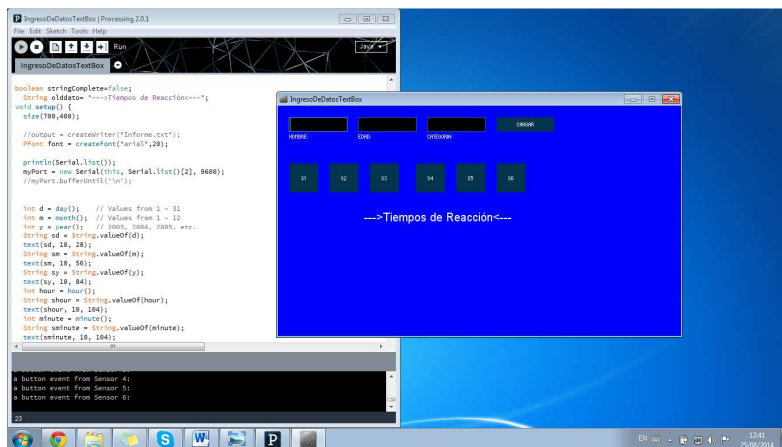 IngresoDeDatosTextBox | Processing 2.0.1
File Edit Sketch Tools Help
Run
Java
IngresoDeDatosTextBox
boolean stringComplete=false;
String olddato= "--->Tiempos de Reacción<---";
void setup() {
size(700,400);
//output = createWriter("Informe.txt");
PFont font = createFont("arial",20);
println(Serial.list());
myPort = new Serial(this, Serial.list()[2], 9600);
//myPort.bufferUntil('\n');
int d = day(); // Values from 1 - 31
int m = month(); // Values from 1 - 12
int y = year(); // 2003, 2004, 2005, etc.
String sd = String.valueOf(d);
text(sd, 10, 28);
String sm = String.valueOf(m);
text(sm, 10, 56);
String sy = String.valueOf(y);
text(sy, 10, 84);
int hour = hour();
String shour = String.valueOf(hour);
text(shour, 10, 104);
int minute = minute();
String sminute = String.valueOf(minute);
text(sminute, 10, 104);
a button event from Sensor 4:
a button event from Sensor 5:
a button event from Sensor 6:
23
IngresoDeDatosTextBox
CARGAR
NOMBRE: EDAD: CATEGORIA:
S1 S2 S3 S4 S5 S6
--->Tiempos de Reacción<---
EN 12:41
25/08/2014